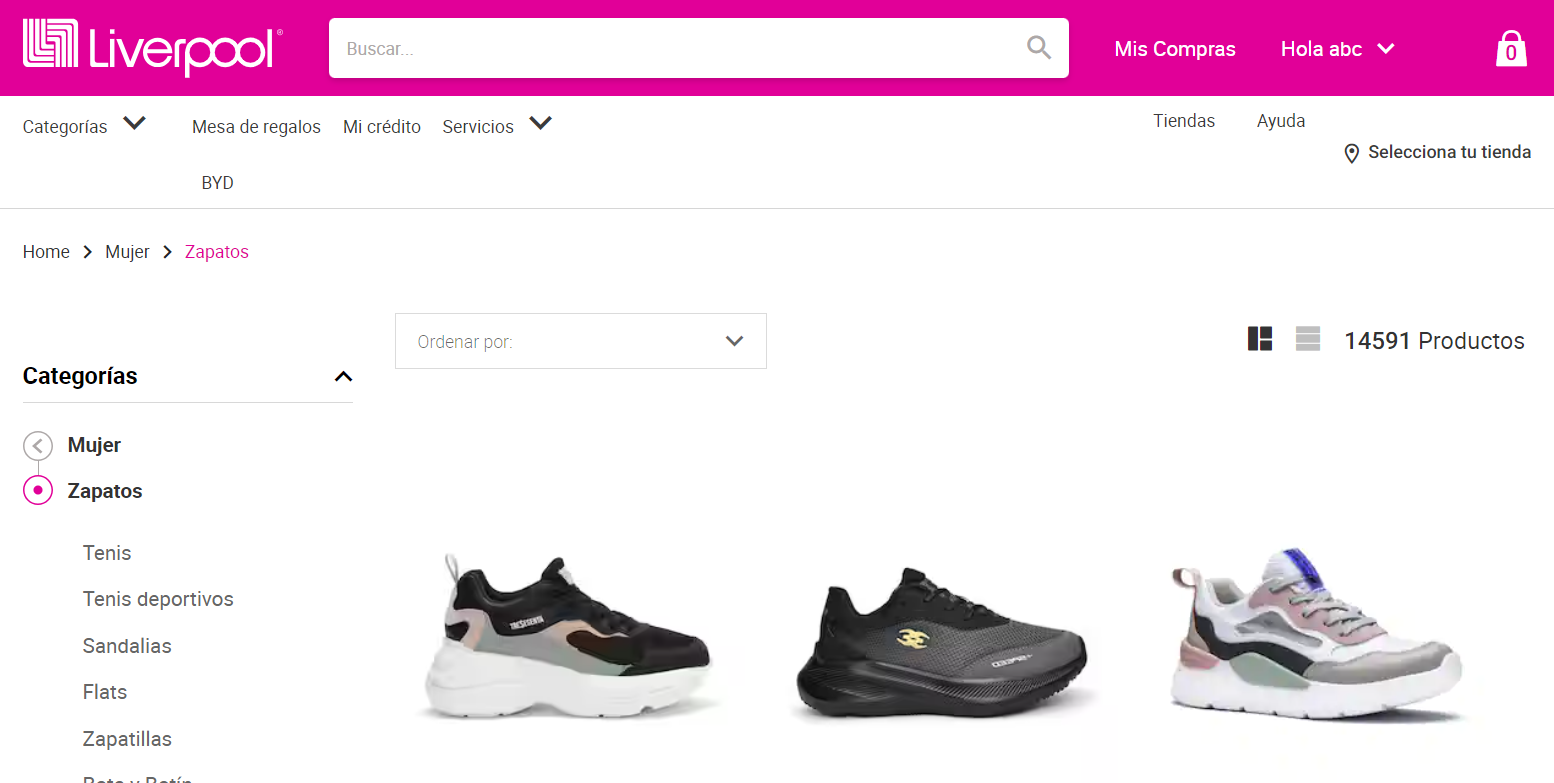 Liverpool®
Buscar...
Mis Compras
Hola abc
0
Categorías
Mesa de regalos
Mi crédito
Servicios
Tiendas
Ayuda
Selecciona tu tienda
BYD
Home > Mujer > Zapatos
Ordenar por:
14591 Productos
Categorías
Mujer
Zapatos
Tenis
Tenis deportivos
Sandalias
Flats
Zapatillas